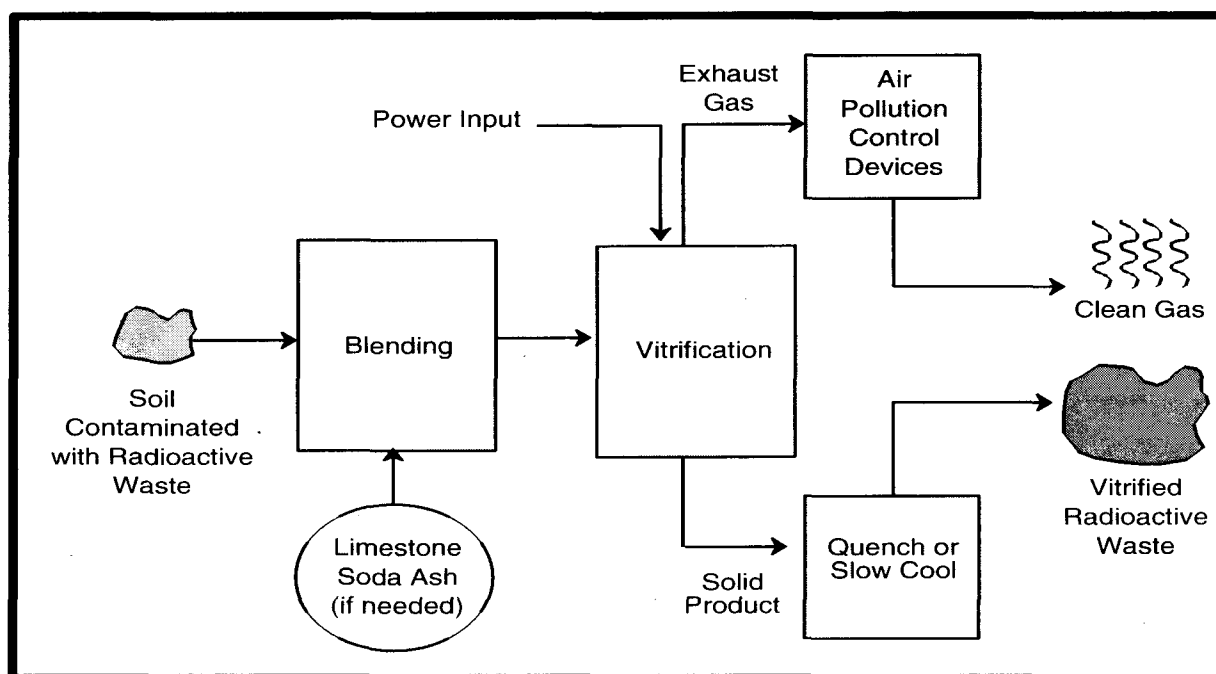 Exhaust
Gas
Air
Pollution
Control
Devices
Power Input
Clean Gas
Blending
Vitrification
Soil
Contaminated
with Radioactive
Waste
Limestone
Soda Ash
(if needed)
Solid
Product
Quench or
Slow Cool
Vitrified
Radioactive
Waste